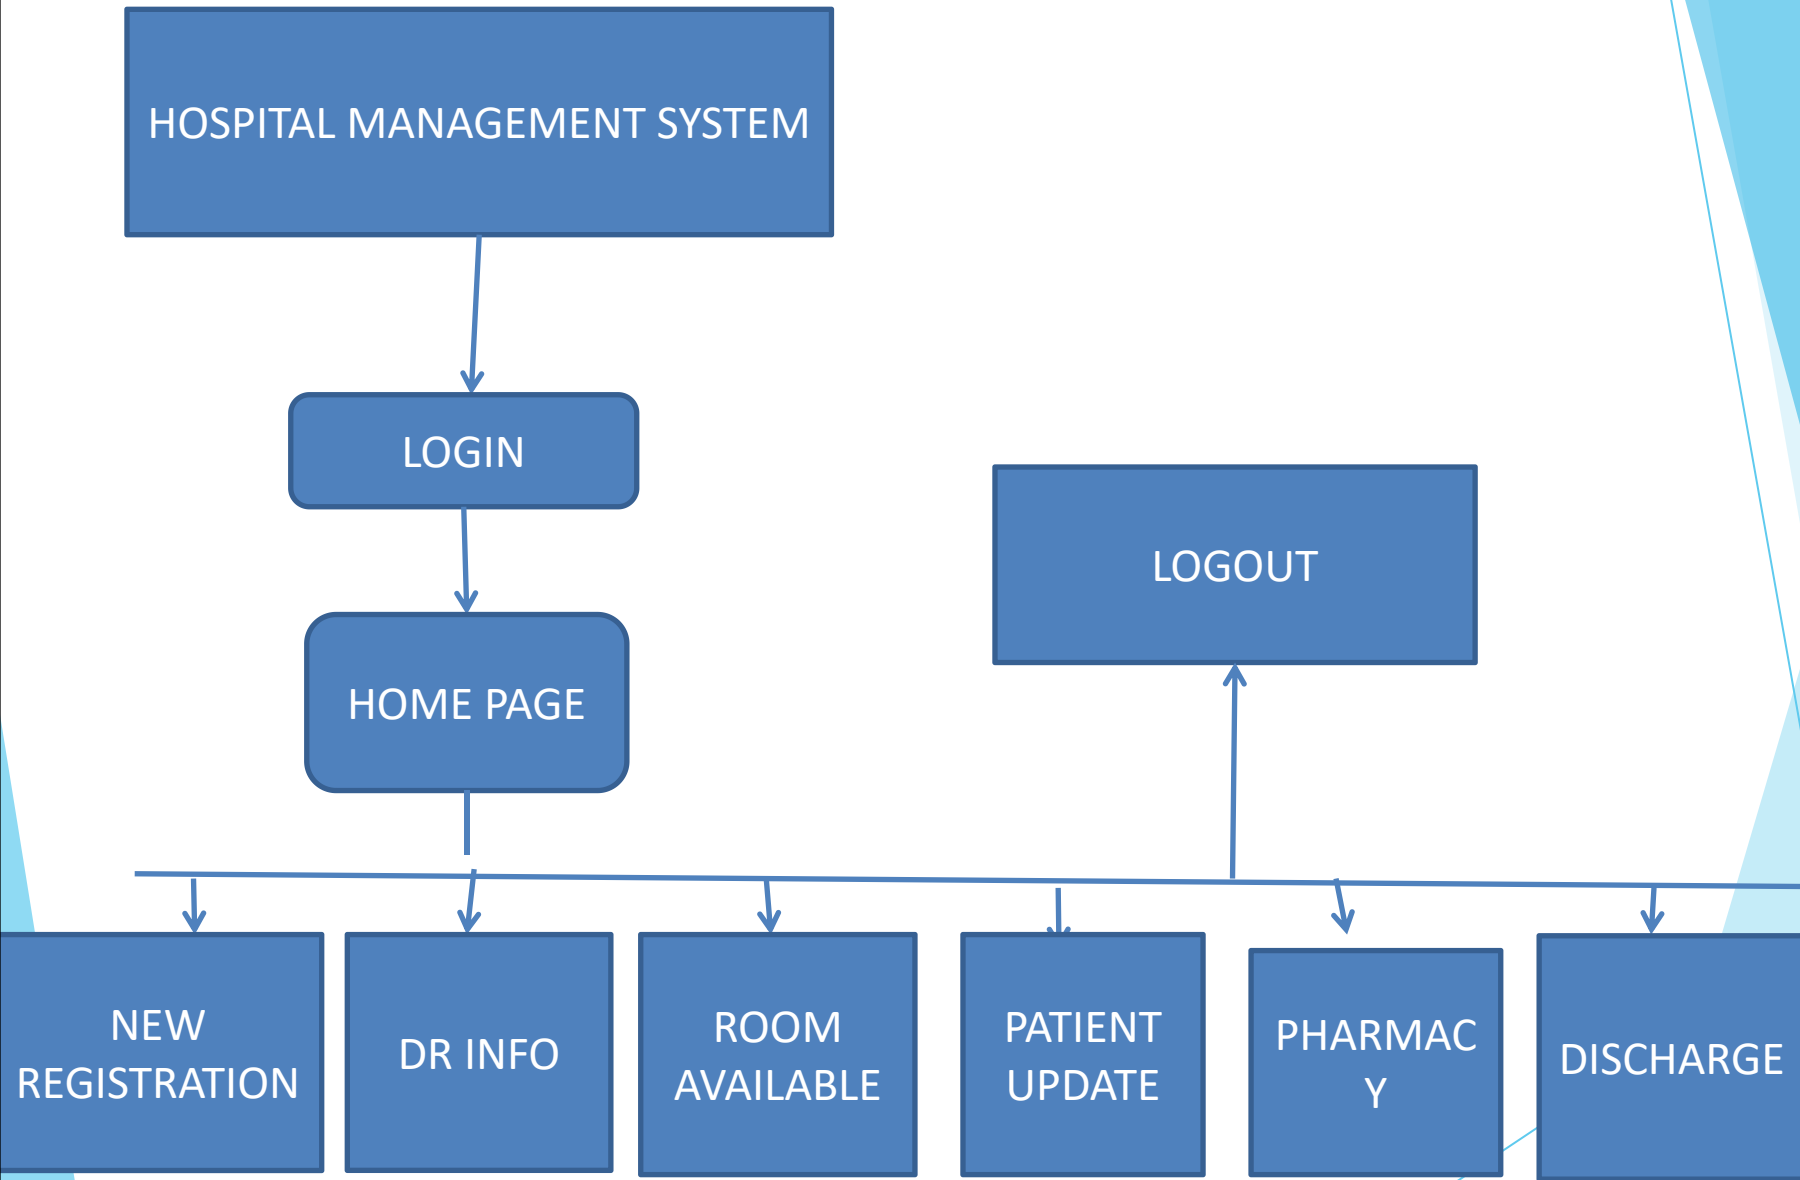 HOSPITAL MANAGEMENT SYSTEM
LOGIN
LOGOUT
HOME PAGE
NEW
REGISTRATION
DR INFO
ROOM
AVAILABLE
PATIENT
UPDATE
PHARMAC
Y
DISCHARGE